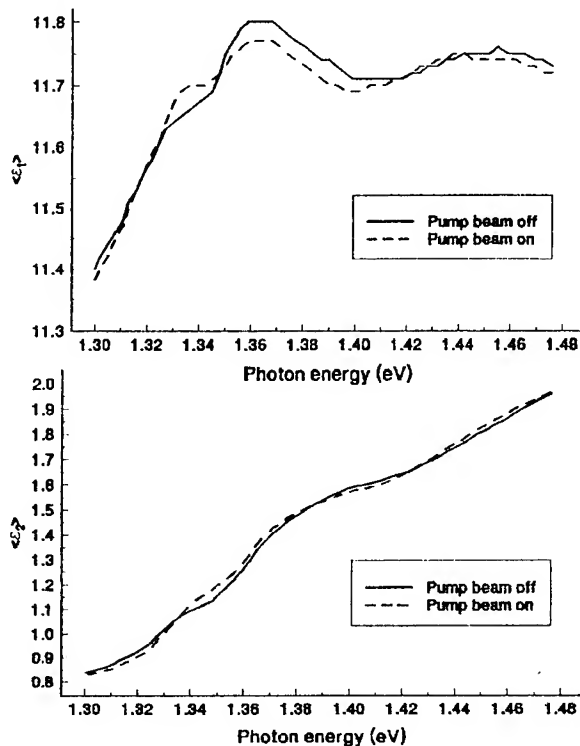 11.8
11.7
11.6
11.5
11.4
11.3
<ε₁>
Pump beam off
Pump beam on
1.30 1.32 1.34 1.36 1.38 1.40 1.42 1.44 1.46 1.48
Photon energy (eV)
2.0
1.9
1.8
1.7
1.6
1.5
1.4
1.3
1.2
1.1
1.0
0.9
0.8
<ε₂>
Pump beam off
Pump beam on
1.30 1.32 1.34 1.36 1.38 1.40 1.42 1.44 1.46 1.48
Photon energy (eV)